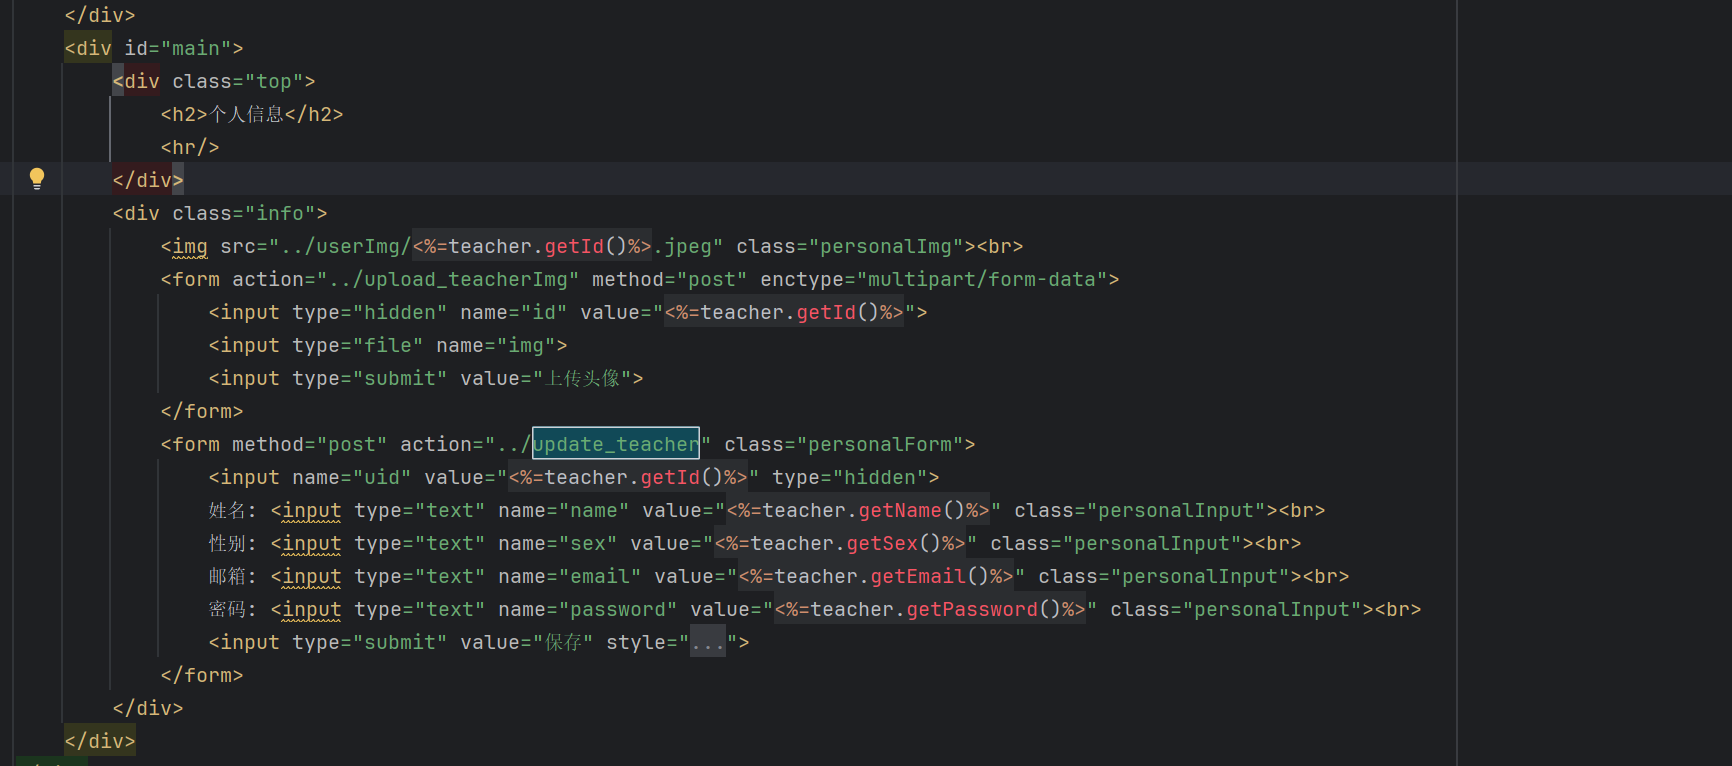 </div>
<div id="main">
<div class="top">
<h2>个人信息</h2>
<hr/>
</div>
<div class="info">
<img src="../userImg/<%=teacher.getId()%>.jpeg" class="personalImg"><br>
<form action="../upload_teacherImg" method="post" enctype="multipart/form-data">
<input type="hidden" name="id" value="<%=teacher.getId()%>">
<input type="file" name="img">
<input type="submit" value="上传头像">
</form>
<form method="post" action="../update_teacher" class="personalForm">
<input name="uid" value="<%=teacher.getId()%>" type="hidden">
姓名: <input type="text" name="name" value="<%=teacher.getName()%>" class="personalInput"><br>
性别: <input type="text" name="sex" value="<%=teacher.getSex()%>" class="personalInput"><br>
邮箱: <input type="text" name="email" value="<%=teacher.getEmail()%>" class="personalInput"><br>
密码: <input type="text" name="password" value="<%=teacher.getPassword()%>" class="personalInput"><br>
<input type="submit" value="保存" style="...">
</form>
</div>
</div>